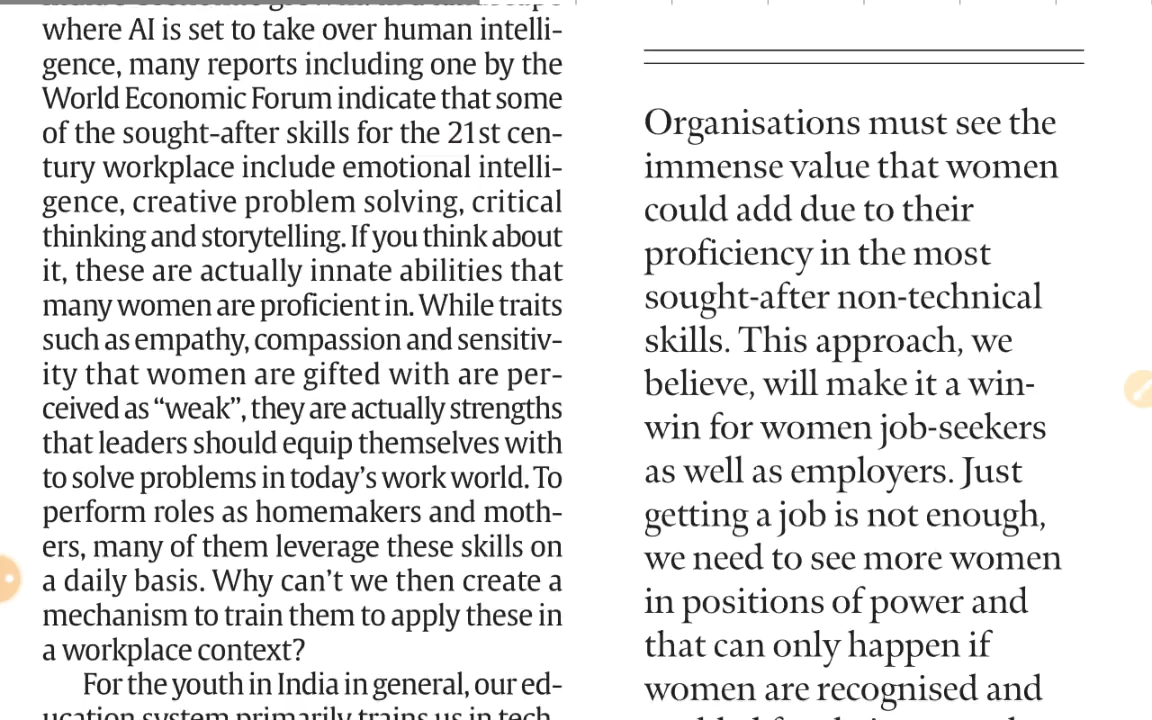 where AI is set to take over human intelli-
gence, many reports including one by the
World Economic Forum indicate that some
of the sought-after skills for the 21st cen-
tury workplace include emotional intelli-
gence, creative problem solving, critical
thinking and storytelling. If you think about
it, these are actually innate abilities that
many women are proficient in. While traits
such as empathy, compassion and sensitiv-
ity that women are gifted with are per-
ceived as “weak”, they are actually strengths
that leaders should equip themselves with
to solve problems in today’s work world. To
perform roles as homemakers and moth-
ers, many of them leverage these skills on
a daily basis. Why can’t we then create a
mechanism to train them to apply these in
a workplace context?
For the youth in India in general, our ed-
ucation system primarily trains us in tech-
Organisations must see the
immense value that women
could add due to their
proficiency in the most
sought-after non-technical
skills. This approach, we
believe, will make it a win-
win for women job-seekers
as well as employers. Just
getting a job is not enough,
we need to see more women
in positions of power and
that can only happen if
women are recognised and